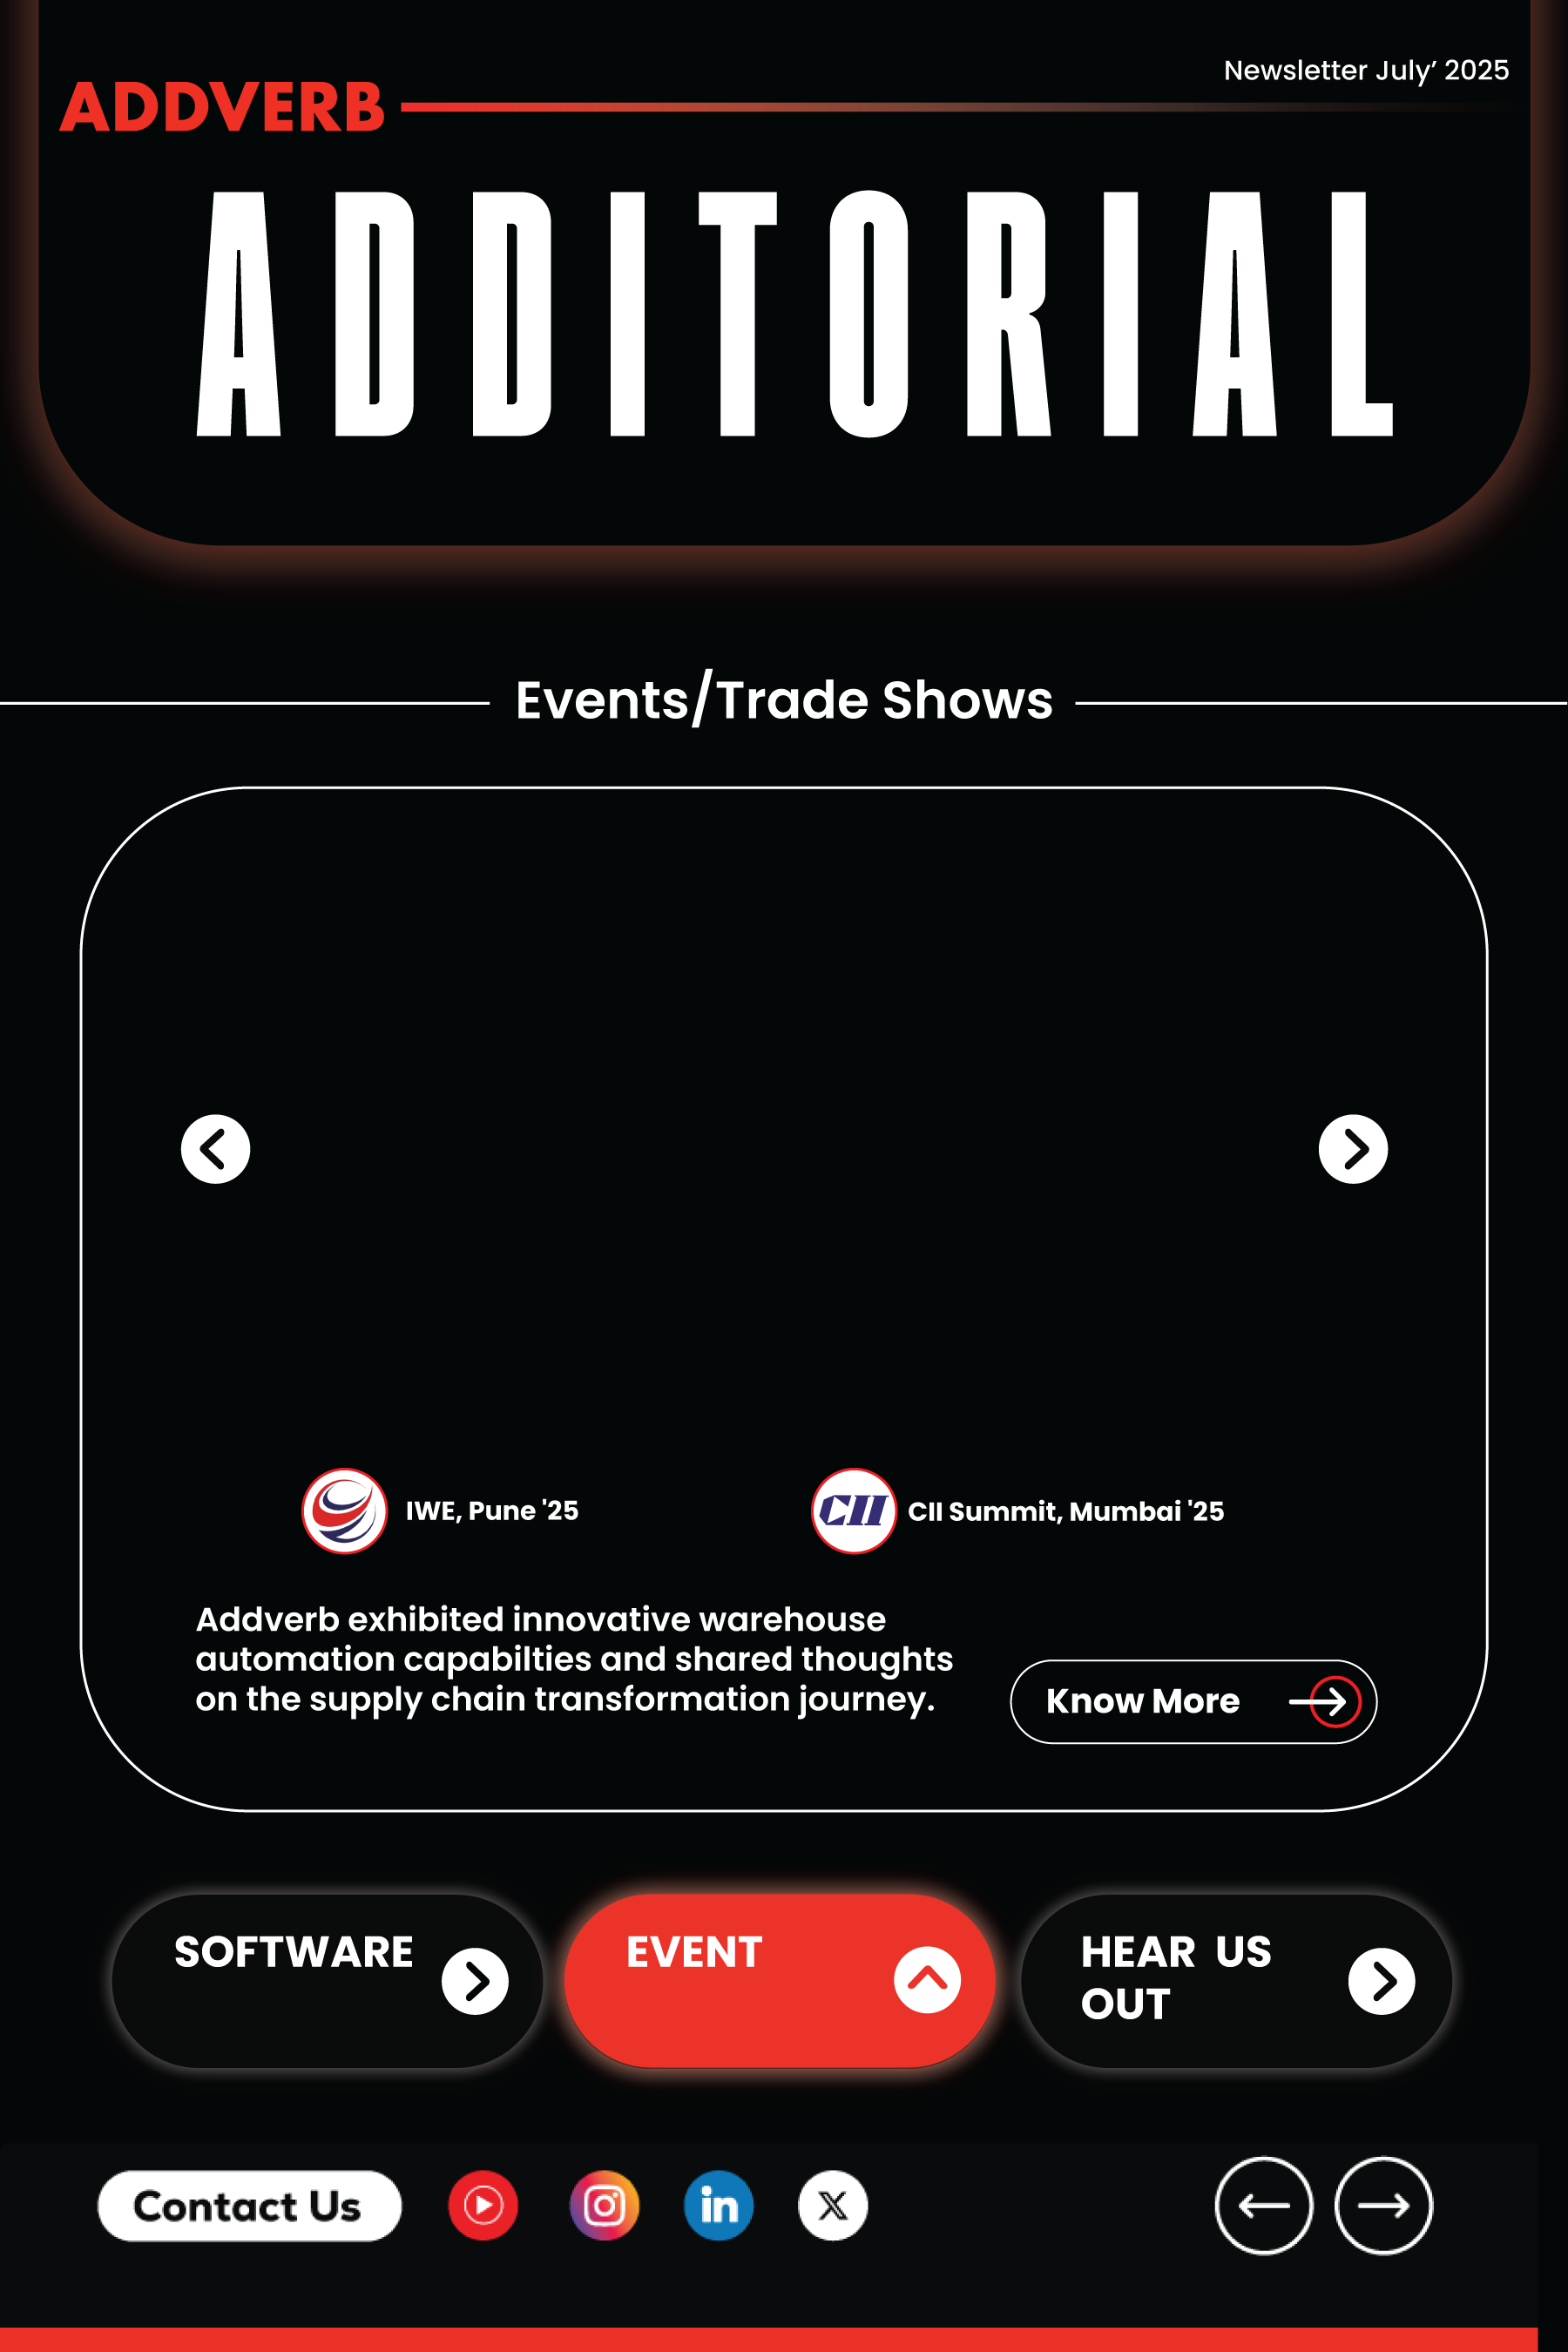 Newsletter July’ 2025
ADDVERB
ADDITORIAL
Events/Trade Shows
IWE, Pune '25
CII
CII Summit, Mumbai '25
Addverb exhibited innovative warehouse
automation capabilties and shared thoughts
on the supply chain transformation journey.
Know More
SOFTWARE
EVENT
HEAR US
OUT
Contact Us
in
X